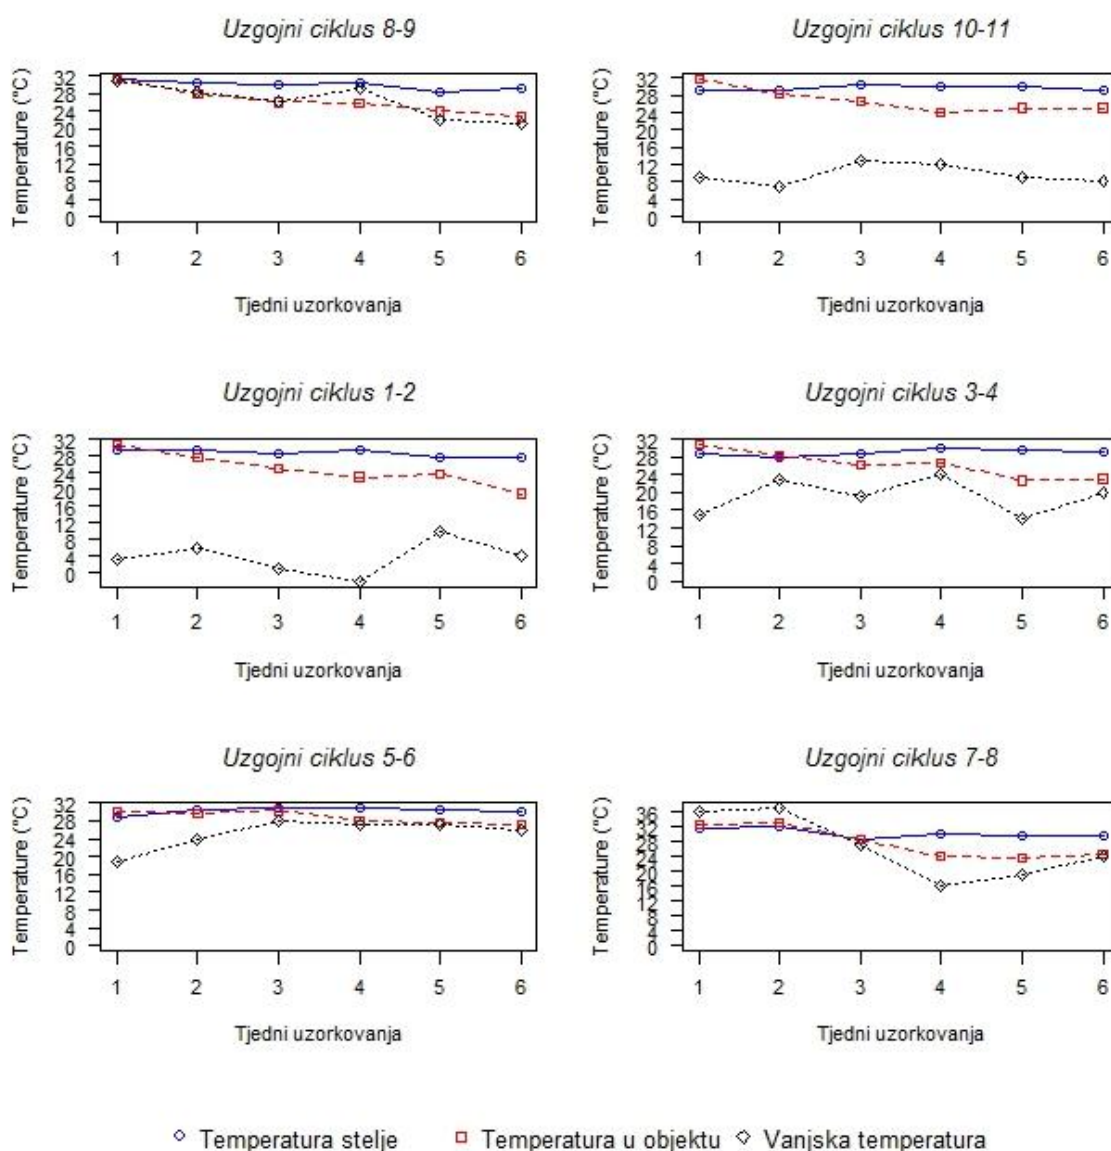 Uzgojni ciklus 8-9
Temperature (°C)
32
28
24
20
16
12
8
4
0
1 2 3 4 5 6
Tjedni uzorkovanja
Uzgojni ciklus 10-11
Temperature (°C)
32
28
24
20
16
12
8
4
0
1 2 3 4 5 6
Tjedni uzorkovanja
Uzgojni ciklus 1-2
Temperature (°C)
32
28
24
20
16
12
8
4
0
1 2 3 4 5 6
Tjedni uzorkovanja
Uzgojni ciklus 3-4
Temperature (°C)
32
28
24
20
16
12
8
4
0
1 2 3 4 5 6
Tjedni uzorkovanja
Uzgojni ciklus 5-6
Temperature (°C)
32
28
24
20
16
12
8
4
0
1 2 3 4 5 6
Tjedni uzorkovanja
Uzgojni ciklus 7-8
Temperature (°C)
36
32
28
24
20
16
12
8
4
0
1 2 3 4 5 6
Tjedni uzorkovanja
Temperatura stelje Temperatura u objektu Vanjska temperatura